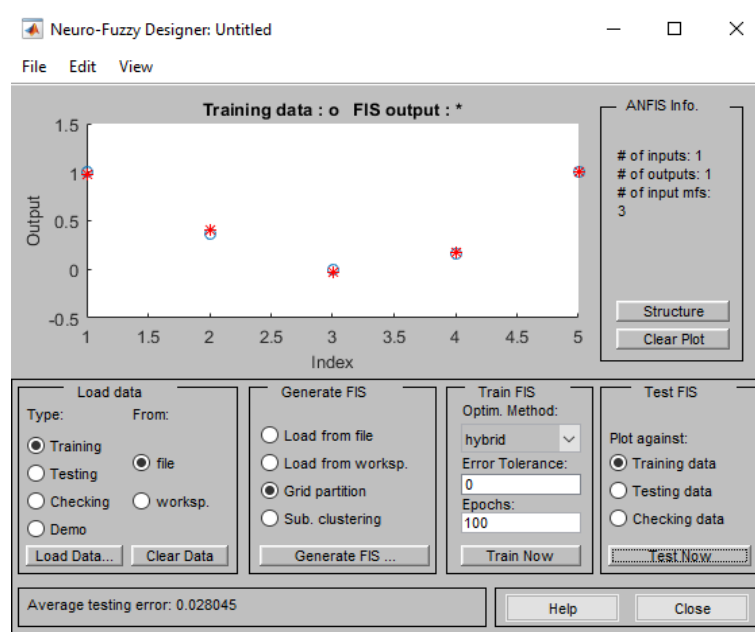 Neuro-Fuzzy Designer: Untitled
File Edit View
Training data : o FIS output : *
1.5
1
0.5
0
-0.5
Output
1 1.5 2 2.5 3 3.5 4 4.5 5
Index
ANFIS Info.
# of inputs: 1
# of outputs: 1
# of input mfs:
3
Structure
Clear Plot
Load data
Type: From:
Training
Testing
Checking
Demo
file
worksp.
Load Data... Clear Data
Generate FIS
Load from file
Load from worksp.
Grid partition
Sub. clustering
Generate FIS ...
Train FIS
Optim. Method:
hybrid
Error Tolerance:
0
Epochs:
100
Train Now
Test FIS
Plot against:
Training data
Testing data
Checking data
Test Now
Average testing error: 0.028045
Help Close